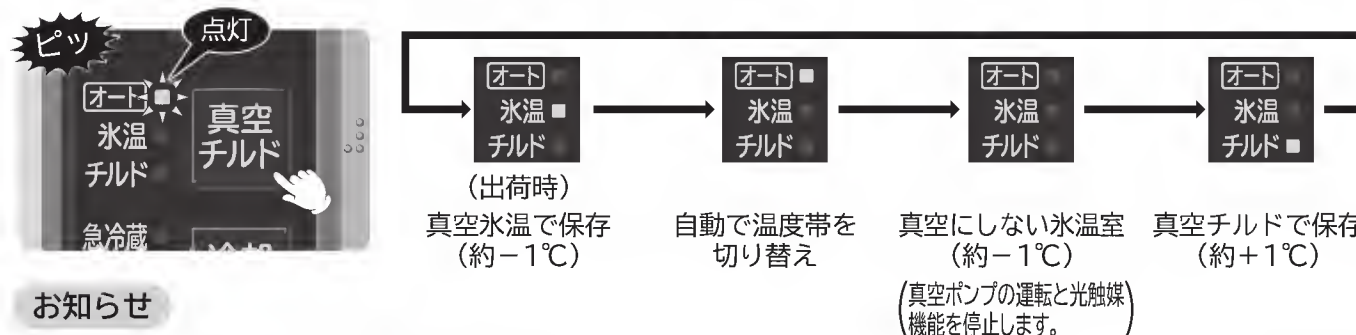 ピッ
点灯
オート
氷温
チルド
真空
チルド
急冷蔵
オート
氷温
チルド
(出荷時)
真空氷温で保存
(約−1℃)
オート
氷温
チルド
自動で温度帯を
切り替え
オート
氷温
チルド
真空にしない氷温室
(約−1℃)
(真空ポンプの運転と光触媒
機能を停止します。)
オート
氷温
チルド
真空チルドで保存
(約+1℃)
お知らせ